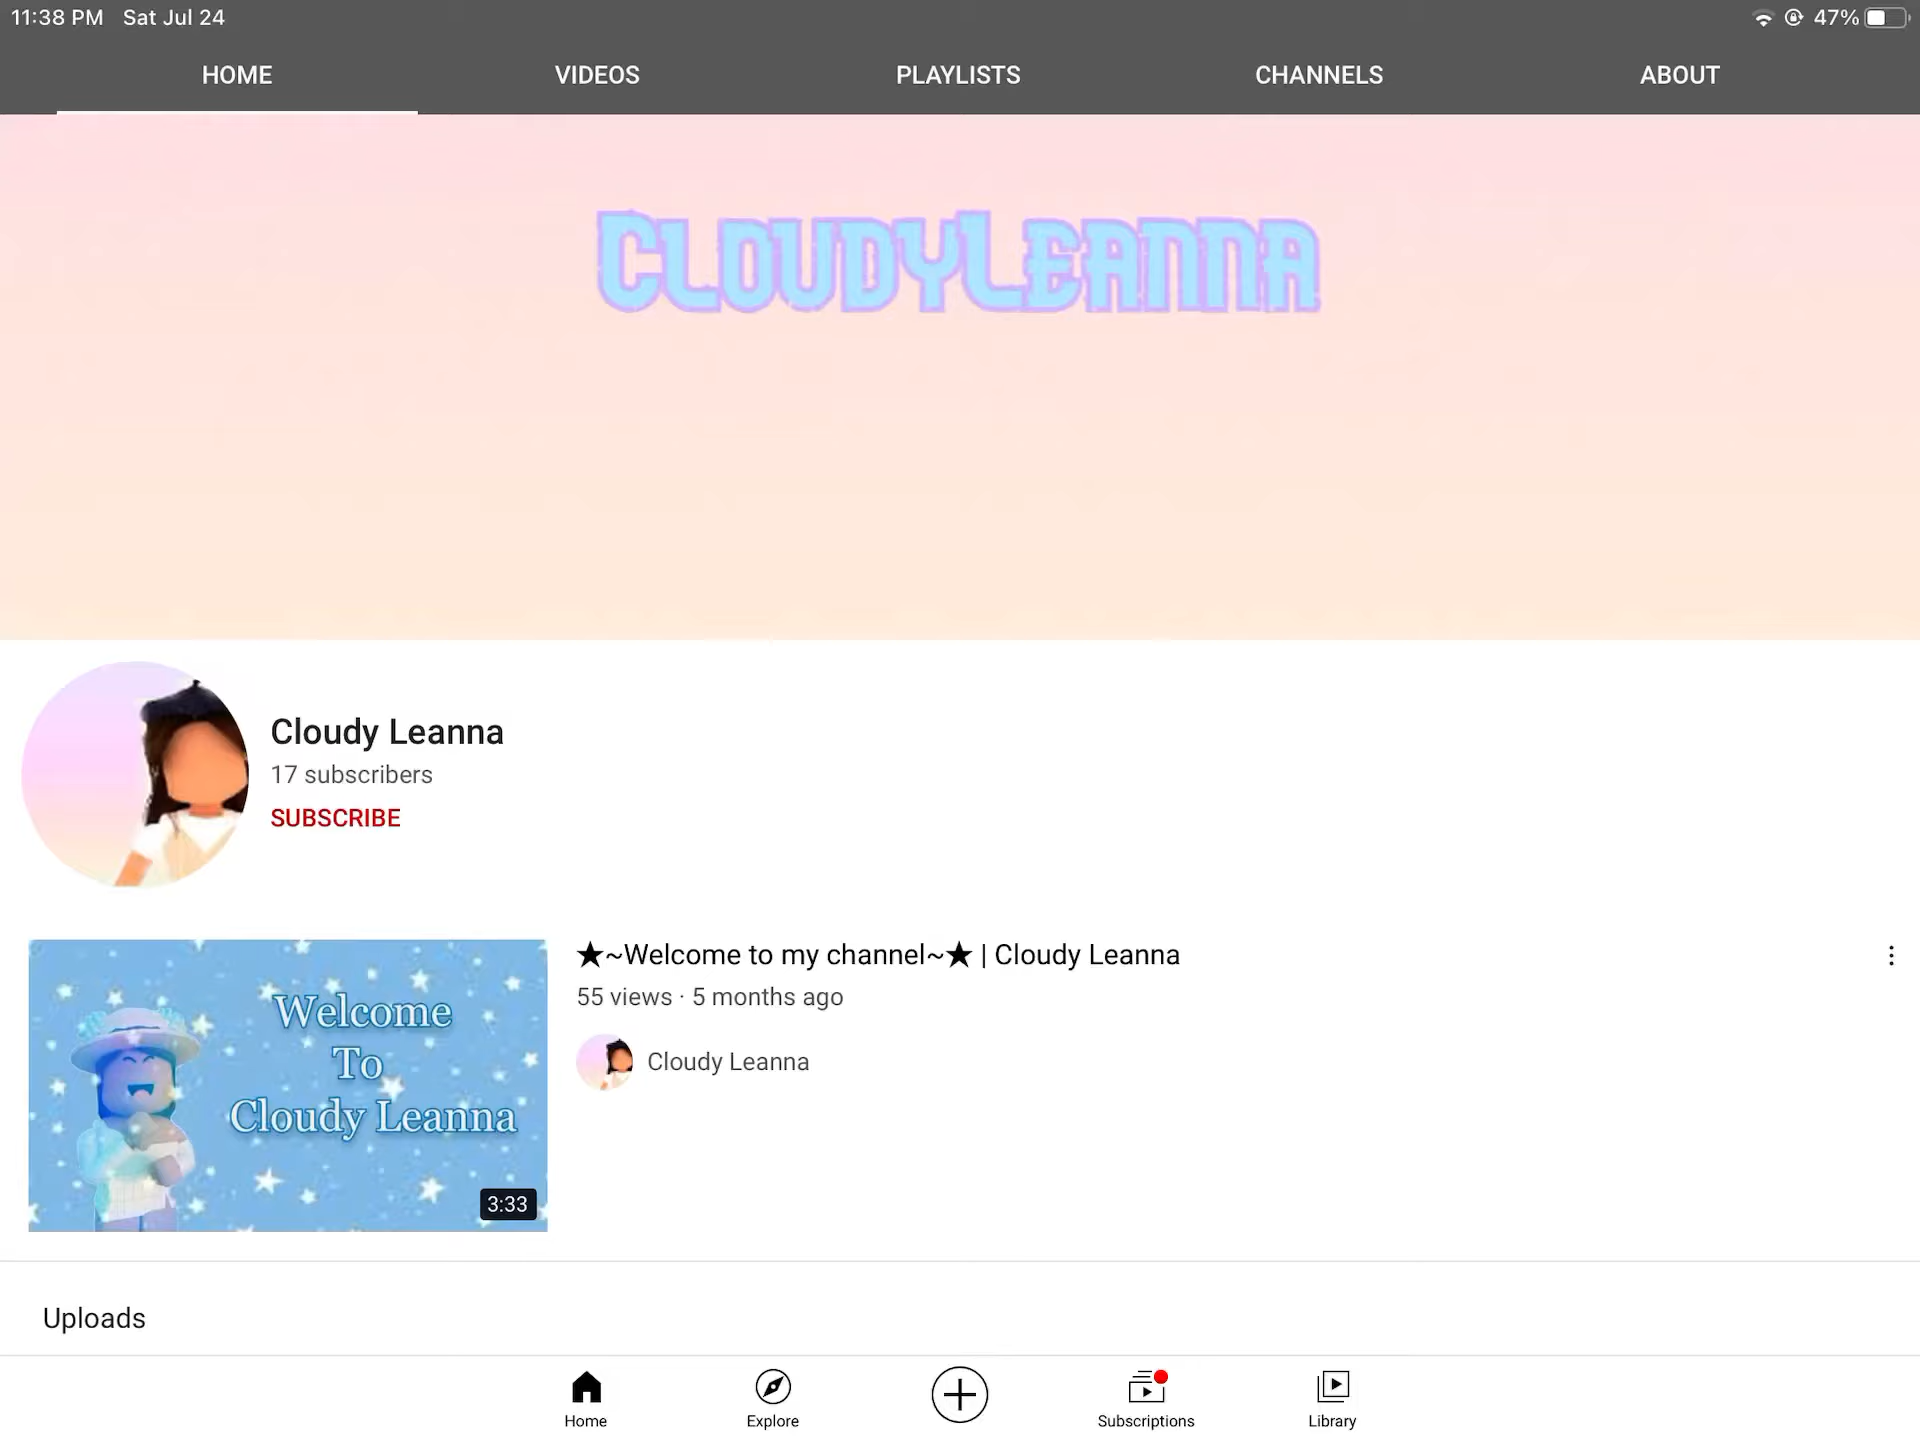 11:38 PM Sat Jul 24 47%
HOME VIDEOS PLAYLISTS CHANNELS ABOUT
CLOUDYLEANNA
Cloudy Leanna
17 subscribers
SUBSCRIBE
Welcome
To
Cloudy Leanna
3:33
★~Welcome to my channel~★ | Cloudy Leanna
55 views · 5 months ago
Cloudy Leanna
Uploads
Home Explore Subscriptions Library